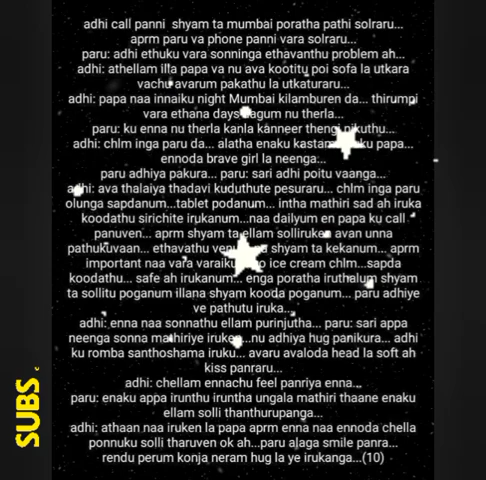 adhi call panni shyam ta mumbai poratha pathi solraru...
aprm paru va phone panni vara solraru...
paru: adhi ethuku vara sonninga ethavanthu problem ah...
adhi: athellam illa papa va nu ava kootitu poi sofa la utkara
vachu avarum pakathu la utkaturaru...
adhi: papa naa innaiku night Mumbai kilamburen da... thirumpi
vara ethana days aagum nu therla...
paru: ku enna nu therla kanla kanneer thengi nikuthu...
adhi: chlm inga paru da... alatha enaku papa...
ennoda brave girl la neenga...
paru adhiya pakura... paru: sari adhi poitu vaanga...
adhi: ava thalaiya thadavi kuduthute pesuraru... chlm inga paru
olunga sapdanum...tablet podanum... intha mathiri sad ah iruka
koodathu sirichite irukanum...naa dailyum en papa ku call
panuven... aprm shyam ta ellam solliruken avan unna
pathukuvaan... ethavathu shyam ta kekanum... aprm
important naa vara varaiku ice cream chlm...sapda
koodathu... safe ah irukanum... enga poratha iruthalum shyam
ta sollitu poganum illana shyam kooda poganum... paru adhiye
ve pathutu iruka...
adhi: enna naa sonnathu ellam purinjutha... paru: sari appa
neenga sonna mathiriye iruken...nu adhiya hug panikura... adhi
ku romba santhoshama iruku... avaru avaloda head la soft ah
kiss panraru...
adhi: chellam ennachu feel panriya enna...
paru: enaku appa irunthu iruntha ungala mathiri thaane enaku
ellam solli thanthurupanga...
adhi: athaan naa iruken la papa aprm enna naa ennoda chella
ponnuku solli tharuven ok ah...paru alaga smile panra...
rendu perum konja neram hug la ye irukanga...(10)
SUBS